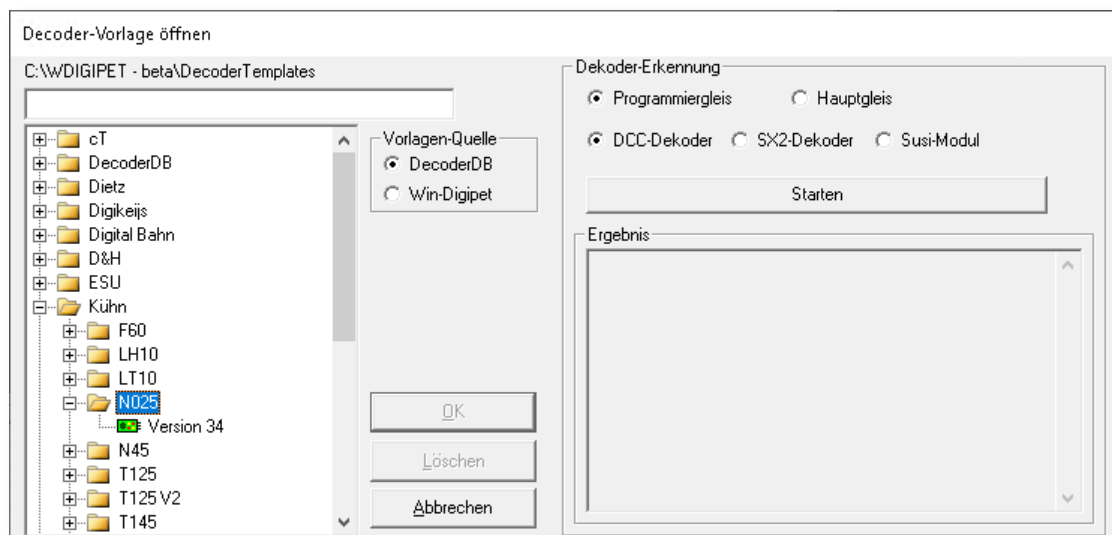 Decoder-Vorlage öffnen
C:\WDIGIPET - beta\DecoderTemplates
cT
DecoderDB
Dietz
Digikeijs
Digital Bahn
D&H
ESU
Kühn
F60
LH10
LT10
N025
Version 34
N45
T125
T125 V2
T145
Vorlagen-Quelle
DecoderDB
Win-Digipet
OK
Löschen
Abbrechen
Dekoder-Erkennung
Programmiergleis Hauptgleis
DCC-Dekoder SX2-Dekoder Susi-Modul
Starten
Ergebnis